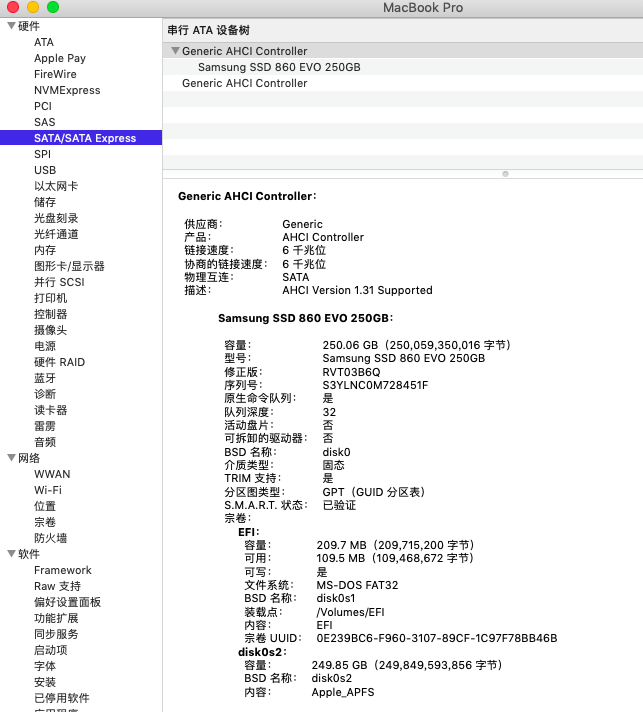 MacBook Pro
硬件
ATA
Apple Pay
FireWire
NVMExpress
PCI
SAS
SATA/SATA Express
SPI
USB
以太网卡
储存
光盘刻录
光纤通道
内存
图形卡/显示器
并行 SCSI
打印机
控制器
摄像头
电源
硬件 RAID
蓝牙
诊断
读卡器
雷雳
音频
网络
WWAN
Wi-Fi
位置
宗卷
防火墙
软件
Framework
Raw 支持
偏好设置面板
功能扩展
同步服务
启动项
字体
安装
已停用软件
应用程序
串行 ATA 设备树
Generic AHCI Controller
Samsung SSD 860 EVO 250GB
Generic AHCI Controller
Generic AHCI Controller：
供应商： Generic
产品： AHCI Controller
链接速度： 6 千兆位
协商的链接速度： 6 千兆位
物理互连： SATA
描述： AHCI Version 1.31 Supported
Samsung SSD 860 EVO 250GB：
容量： 250.06 GB（250,059,350,016 字节）
型号： Samsung SSD 860 EVO 250GB
修正版： RVT03B6Q
序列号： S3YLNC0M728451F
原生命令队列： 是
队列深度： 32
活动盘片： 否
可拆卸的驱动器： 否
BSD 名称： disk0
介质类型： 固态
TRIM 支持： 是
分区图类型： GPT（GUID 分区表）
S.M.A.R.T. 状态： 已验证
宗卷：
EFI：
容量： 209.7 MB（209,715,200 字节）
可用： 109.5 MB（109,468,672 字节）
可写： 是
文件系统： MS-DOS FAT32
BSD 名称： disk0s1
装载点： /Volumes/EFI
内容： EFI
宗卷 UUID： 0E239BC6-F960-3107-89CF-1C97F78BB46B
disk0s2：
容量： 249.85 GB（249,849,593,856 字节）
BSD 名称： disk0s2
内容： Apple_APFS